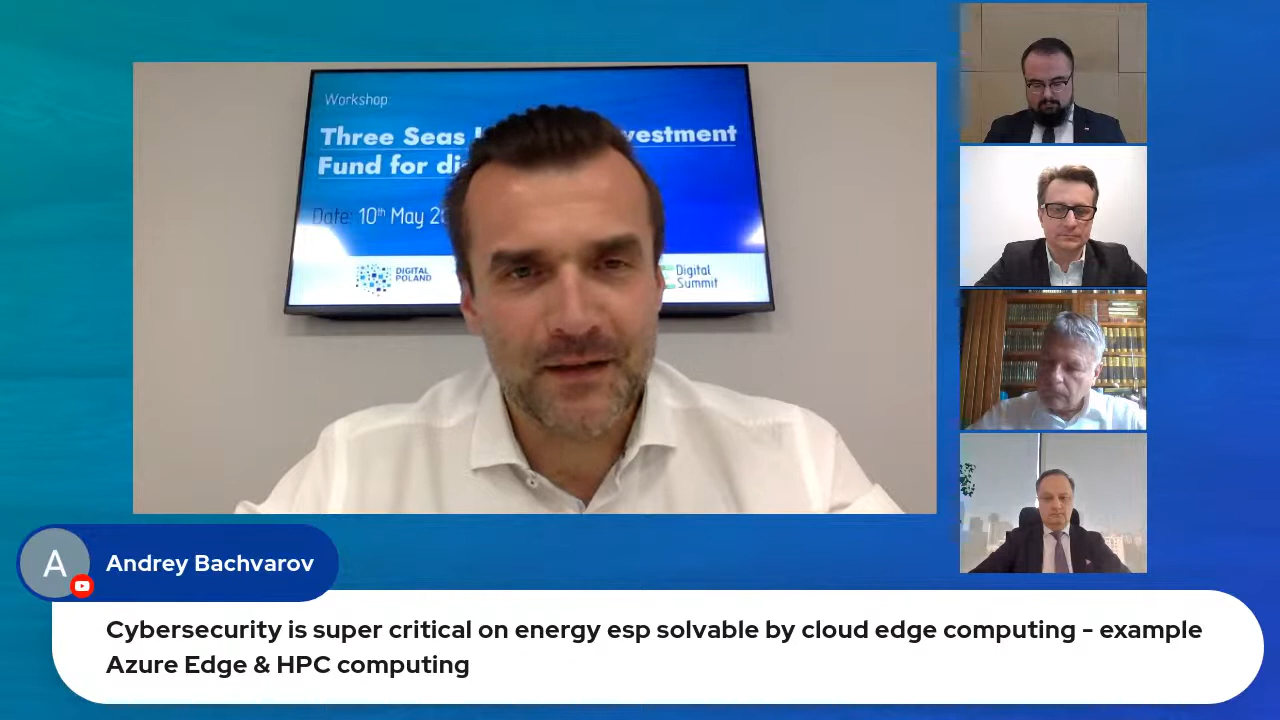 Workshop:
Three Seas vestment
Fund for di
Date: 10th May 2
DIGITAL
POLAND
Digital
Summit
A
Andrey Bachvarov
Cybersecurity is super critical on energy esp solvable by cloud edge computing - example
Azure Edge & HPC computing